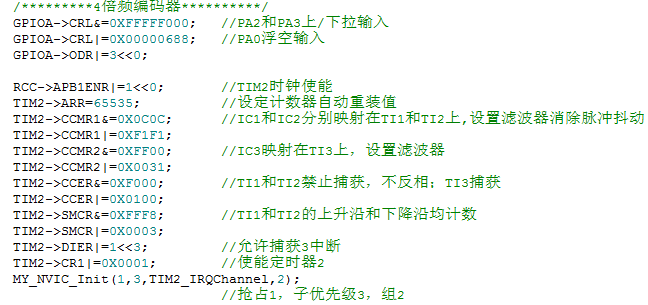 /*********4倍频编码器**********/
GPIOA->CRL&=0XFFFFF000; //PA2和PA3上/下拉输入
GPIOA->CRL|=0X00000688; //PA0浮空输入
GPIOA->ODR|=3<<0;
RCC->APB1ENR|=1<<0; //TIM2时钟使能
TIM2->ARR=65535; //设定计数器自动重装值
TIM2->CCMR1&=0X0C0C; //IC1和IC2分别映射在TI1和TI2上,设置滤波器消除脉冲抖动
TIM2->CCMR1|=0XF1F1;
TIM2->CCMR2&=0XFF00; //IC3映射在TI3上，设置滤波器
TIM2->CCMR2|=0X0031;
TIM2->CCER&=0XF000; //TI1和TI2禁止捕获，不反相；TI3捕获
TIM2->CCER|=0X0100;
TIM2->SMCR&=0XFFF8; //TI1和TI2的上升沿和下降沿均计数
TIM2->SMCR|=0X0003;
TIM2->DIER|=1<<3; //允许捕获3中断
TIM2->CR1|=0X0001; //使能定时器2
MY_NVIC_Init(1,3,TIM2_IRQChannel,2);
//抢占1，子优先级3，组2